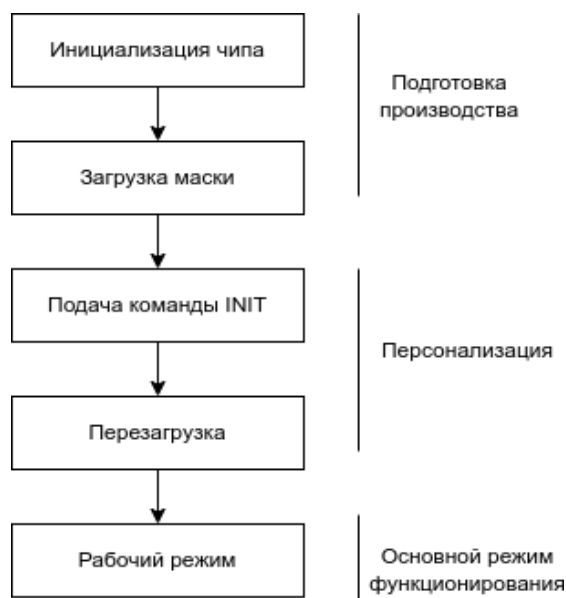 Инициализация чипа
Подготовка
производства
Загрузка маски
Подача команды INIT
Персонализация
Перезагрузка
Рабочий режим
Основной режим
функционирования